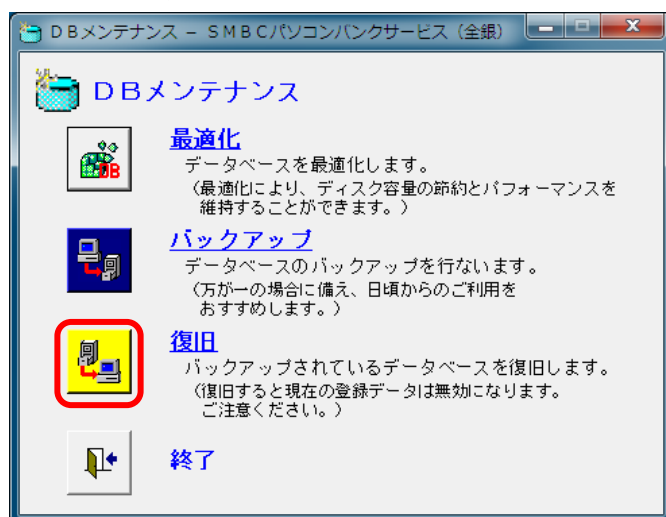 DBメンテナンス － SMBCパソコンバンクサービス（全銀）
DBメンテナンス
最適化
データベースを最適化します。
（最適化により、ディスク容量の節約とパフォーマンスを
維持することができます。）
DB
バックアップ
データベースのバックアップを行ないます。
（万が一の場合に備え、日頃からのご利用を
おすすめします。）
復旧
バックアップされているデータベースを復旧します。
（復旧すると現在の登録データは無効になります。
ご注意ください。）
終了